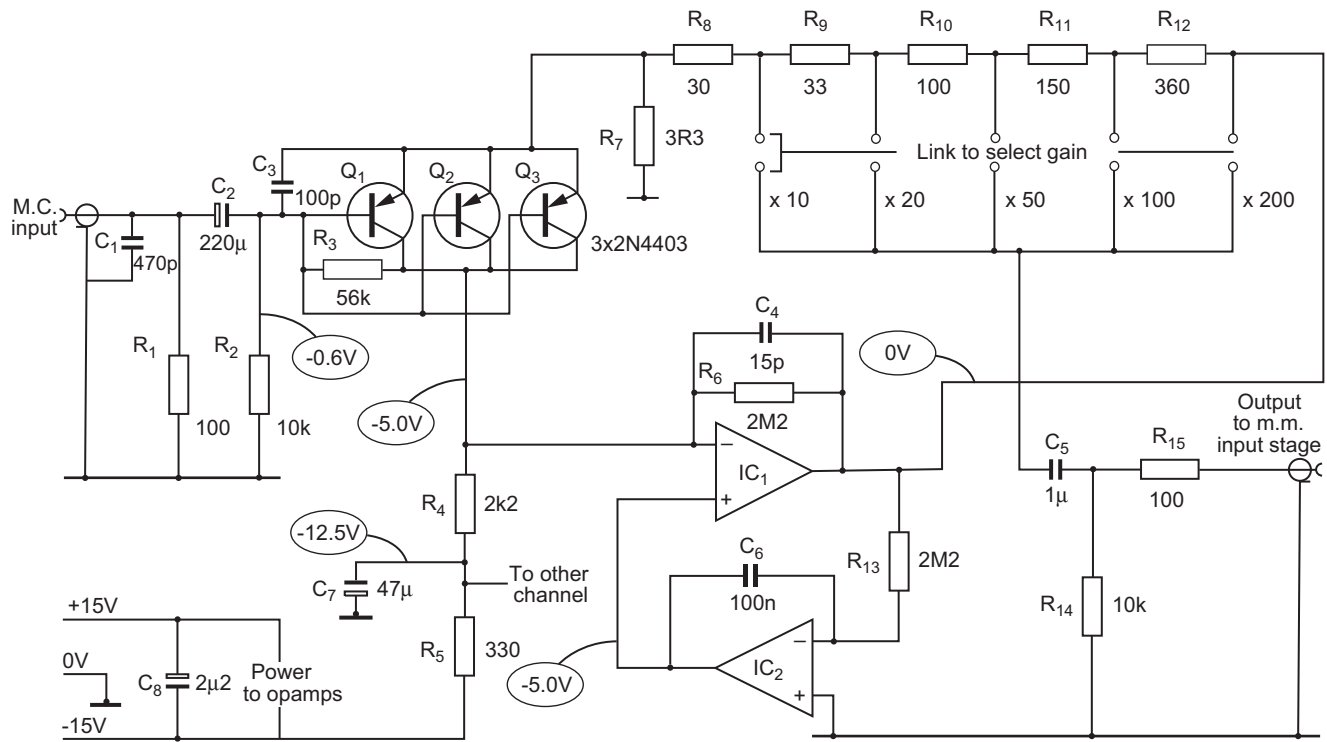 R8
R9
R10
R11
R12
30
33
100
150
360
R7
3R3
Link to select gain
x 10
x 20
x 50
x 100
x 200
C3
100p
Q1
Q2
Q3
3x2N4403
M.C.
input
C2
220µ
C1
470p
R3
56k
-0.6V
R1
100
R2
10k
-5.0V
C4
15p
R6
2M2
0V
IC1
−
+
Output
to m.m.
input stage
C5
1µ
R15
100
R4
2k2
-12.5V
C7
47µ
To other
channel
R13
2M2
C6
100n
R14
10k
+15V
0V
-15V
C8
2µ2
Power
to opamps
R5
330
-5.0V
IC2
−
+